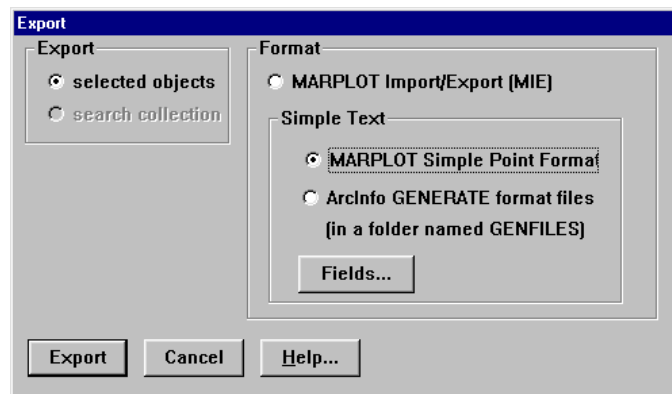 Export
Export
selected objects
search collection
Format
MARPLOT Import/Export (MIE)
Simple Text
MARPLOT Simple Point Format
ArcInfo GENERATE format files
(in a folder named GENFILES)
Fields...
Export
Cancel
Help...